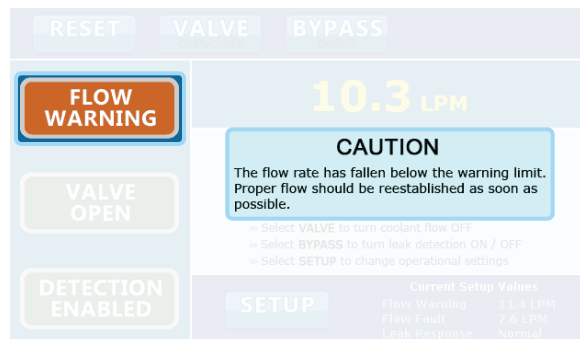 RESET VALVE BYPASS
FLOW
WARNING
10.3 LPM
CAUTION
The flow rate has fallen below the warning limit.
Proper flow should be reestablished as soon as
possible.
VALVE
OPEN
» Select VALVE to turn coolant flow OFF
» Select BYPASS to turn leak detection ON / OFF
» Select SETUP to change operational settings
DETECTION
ENABLED
SETUP
Current Setup Values
Flow Warning 11.4 LPM
Flow Fault 7.6 LPM
Leak Response Normal